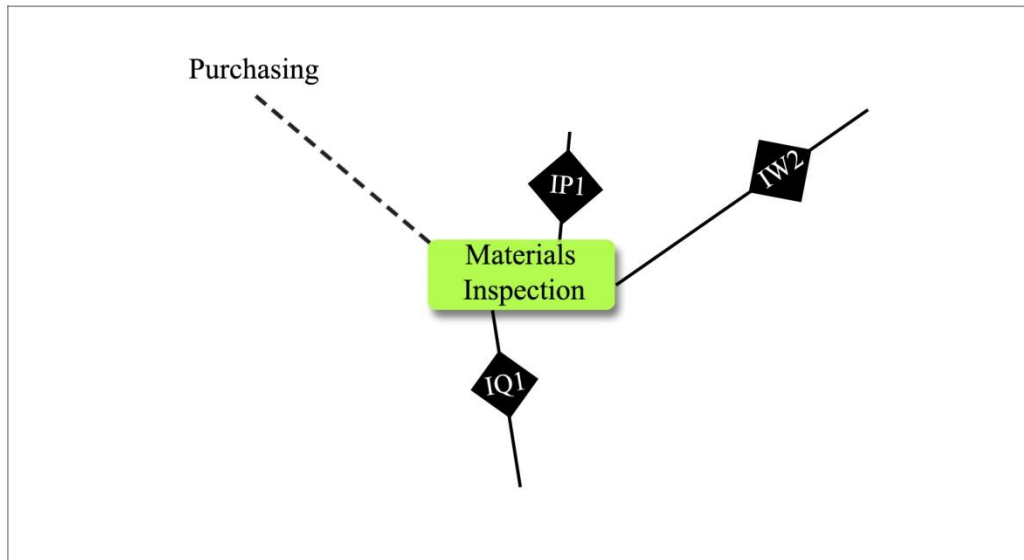 Purchasing
IP1
IW2
Materials
Inspection
IQ1